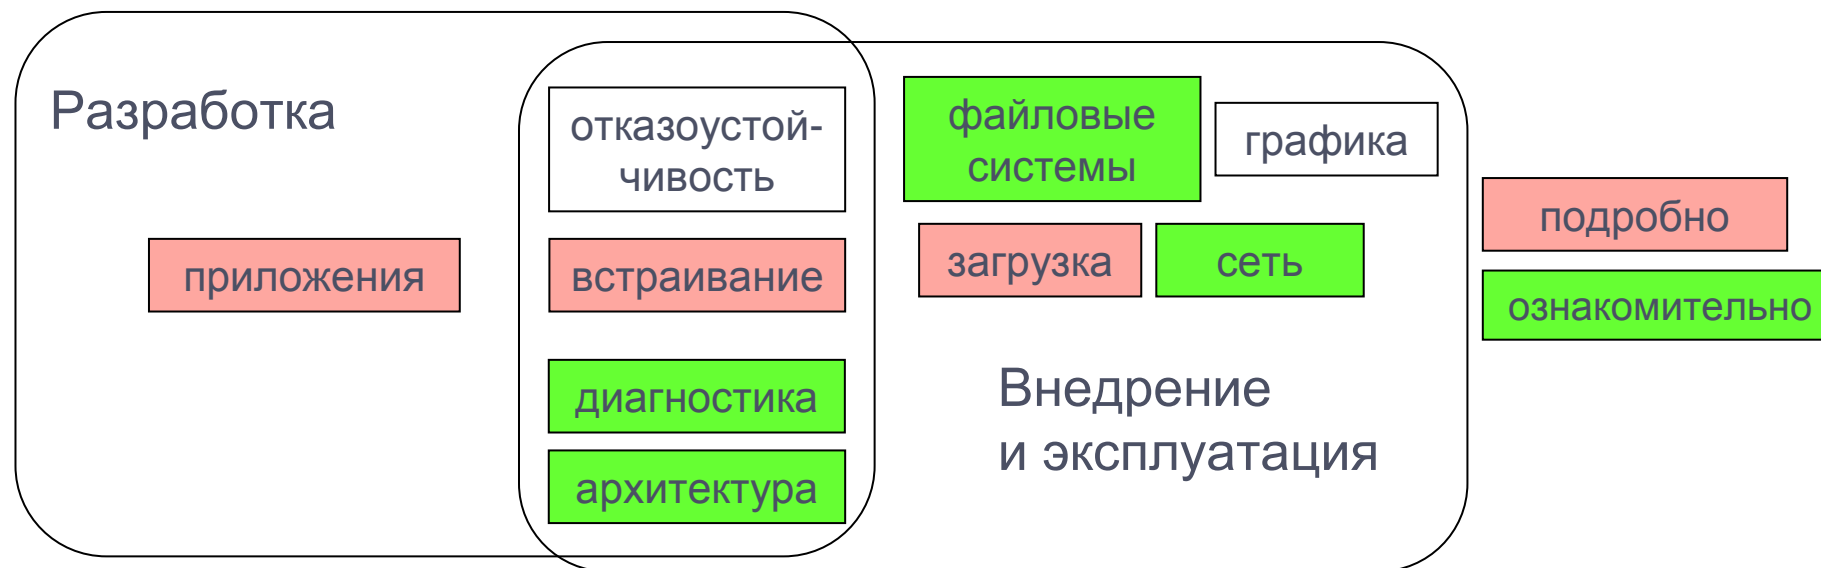 Разработка
отказоустой-
чивость
файловые
системы
графика
подробно
приложения
встраивание
загрузка
сеть
ознакомительно
диагностика
Внедрение
и эксплуатация
архитектура